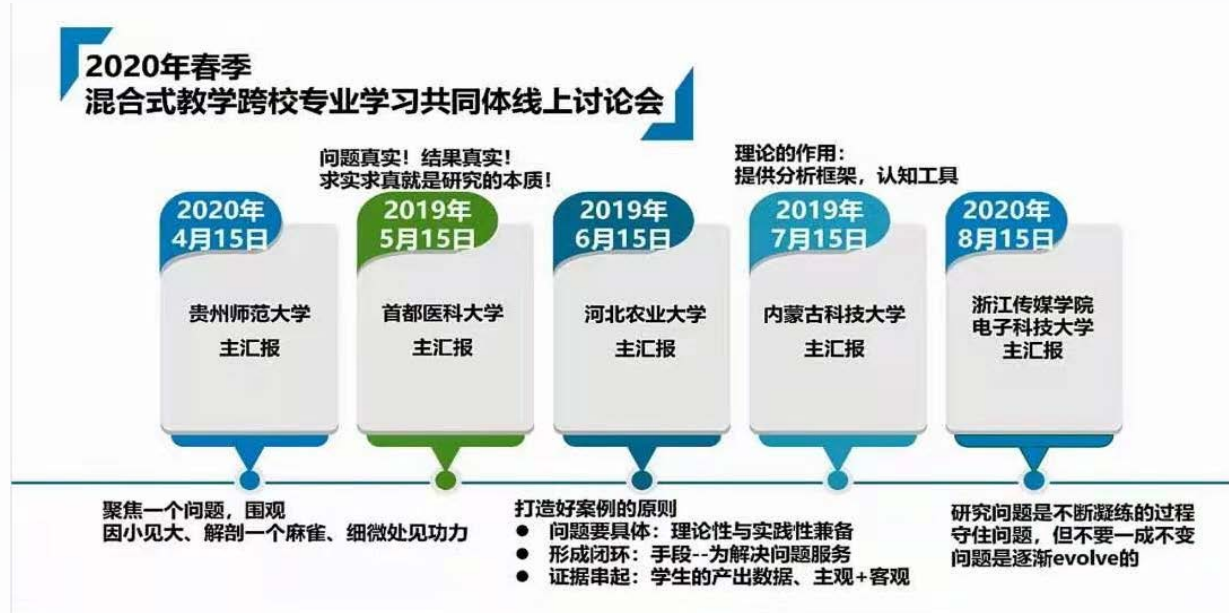 2020年春季
混合式教学跨校专业学习共同体线上讨论会
问题真实！结果真实！
求实求真就是研究的本质！
理论的作用：
提供分析框架，认知工具
2020年
4月15日
贵州师范大学
主汇报
2019年
5月15日
首都医科大学
主汇报
2019年
6月15日
河北农业大学
主汇报
2019年
7月15日
内蒙古科技大学
主汇报
2020年
8月15日
浙江传媒学院
电子科技大学
主汇报
聚焦一个问题，围观
因小见大、解剖一个麻雀、细微处见功力
打造好案例的原则
● 问题要具体：理论性与实践性兼备
● 形成闭环：手段--为解决问题服务
● 证据串起：学生的产出数据、主观+客观
研究问题是不断凝练的过程
守住问题，但不要一成不变
问题是逐渐evolve的